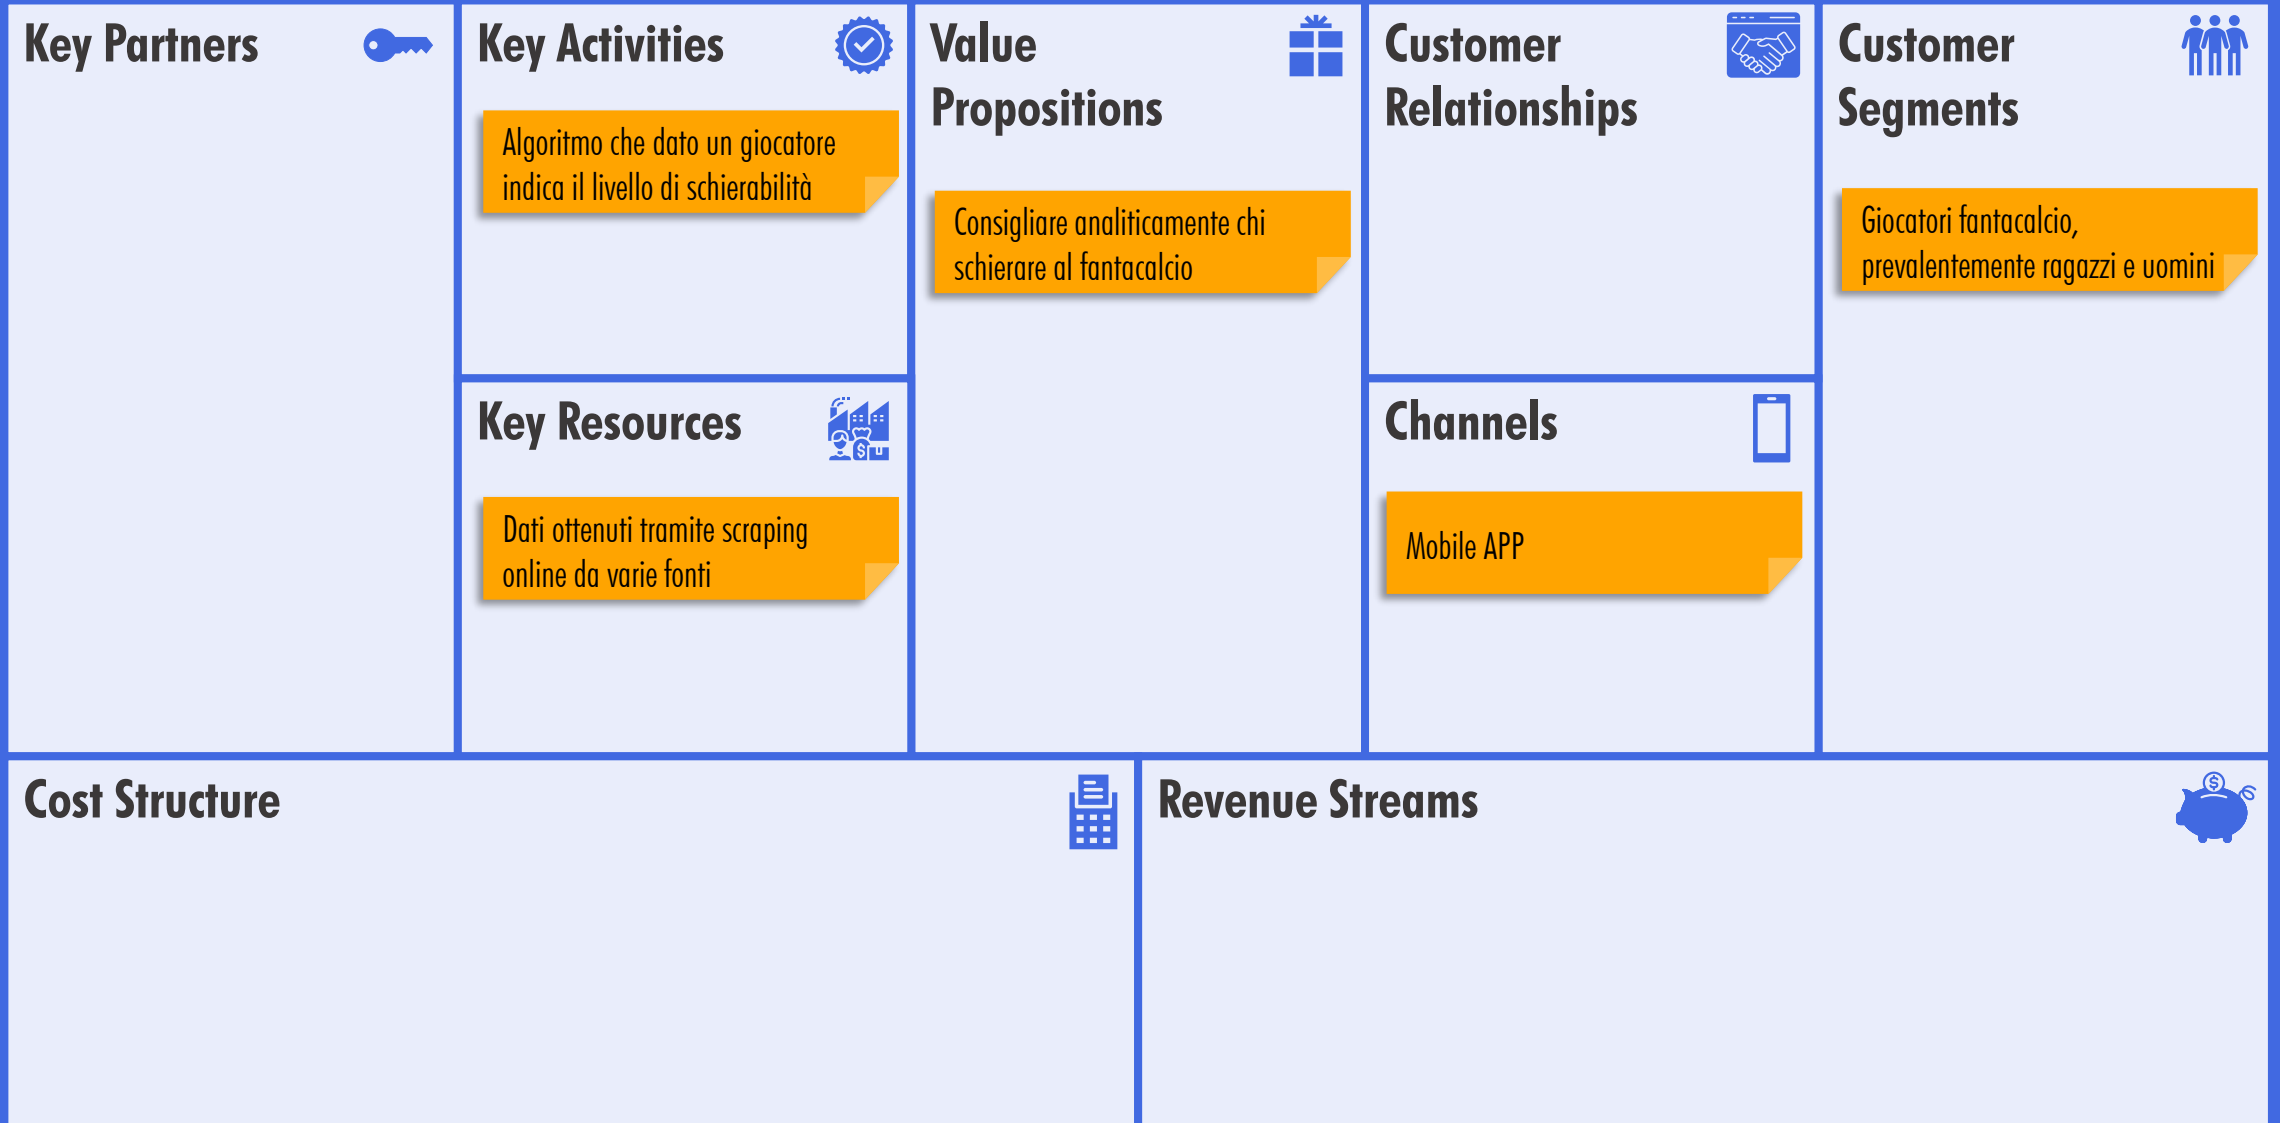 Key Partners
Key Activities
Algoritmo che dato un giocatore
indica il livello di schierabilità
Key Resources
Dati ottenuti tramite scraping
online da varie fonti
Value
Propositions
Consigliare analiticamente chi
schierare al fantacalcio
Customer
Relationships
Channels
Mobile APP
Customer
Segments
Giocatori fantacalcio,
prevalentemente ragazzi e uomini
Cost Structure
Revenue Streams